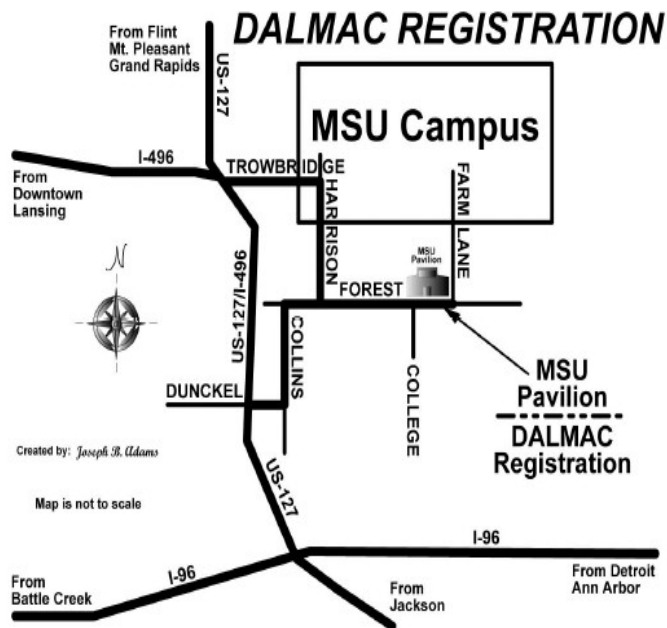 DALMAC REGISTRATION
From Flint
Mt. Pleasant
Grand Rapids
US-127
MSU Campus
I-496
TROWBRIDGE
From
Downtown
Lansing
HARRISON
FARM LANE
N
US-127/I-496
MSU
Pavilion
FOREST
COLLINS
COLLEGE
DUNCKEL
MSU
Pavilion
DALMAC
Registration
Created by: Joseph B. Adams
Map is not to scale
US-127
I-96
I-96
From
Battle Creek
From
Jackson
From Detroit
Ann Arbor